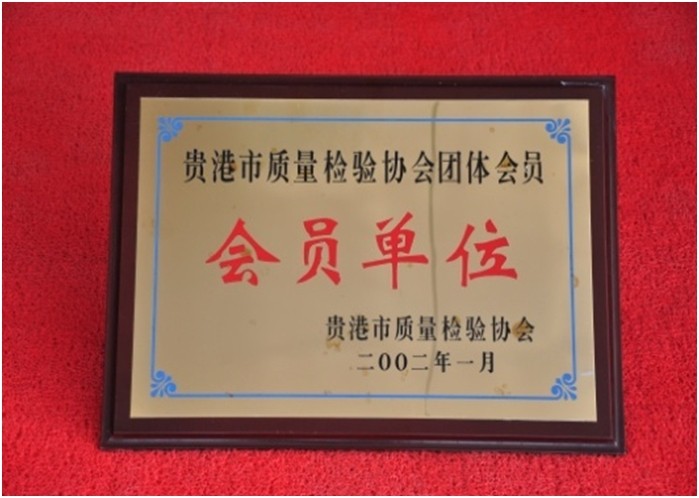 贵港市质量检验协会团体会员
会员单位
贵港市质量检验协会
二00二年一月